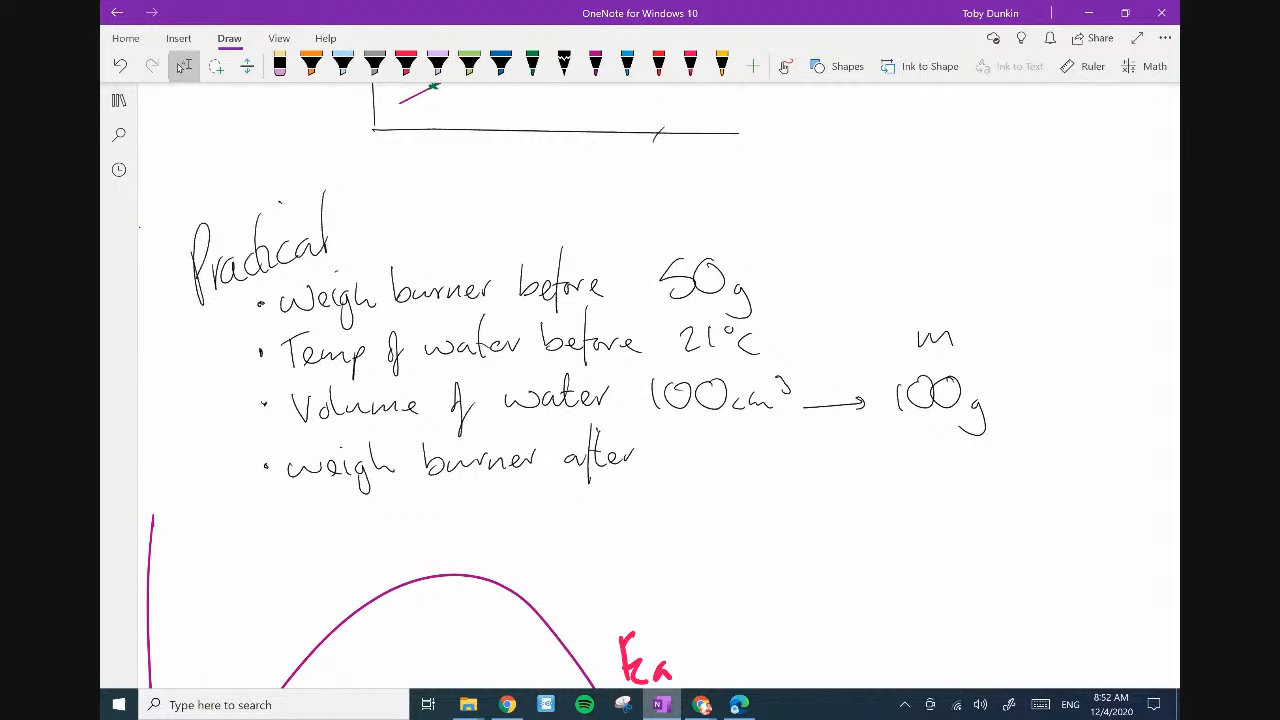 OneNote for Windows 10
Toby Dunkin
Home Insert Draw View Help
Share
Shapes Ink to Shape Ink to Text Ruler Math
Practical
• Weigh burner before 50g
• Temp of water before 21°C
m
• Volume of water 100cm³ → 100g
• weigh burner after
Ea
Type here to search
ENG
8:52 AM
12/4/2020